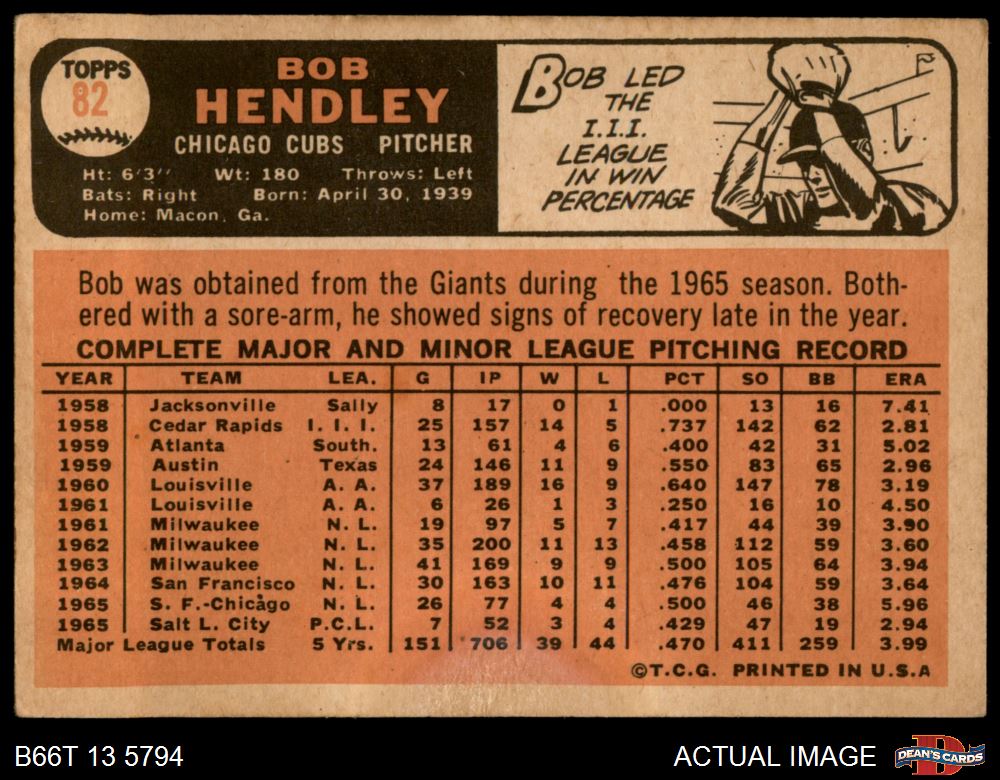 TOPPS
82
BOB
HENDLEY
CHICAGO CUBS PITCHER
Ht: 6'3" Wt: 180 Throws: Left
Bats: Right Born: April 30, 1939
Home: Macon, Ga.
BOB LED
THE
I.I.I.
LEAGUE
IN WIN
PERCENTAGE
Bob was obtained from the Giants during the 1965 season. Both-
ered with a sore-arm, he showed signs of recovery late in the year.
COMPLETE MAJOR AND MINOR LEAGUE PITCHING RECORD
YEAR TEAM LEA. G IP W L PCT SO BB ERA
1958 Jacksonville Sally 8 17 0 1 .000 13 16 7.41
1958 Cedar Rapids I. I. I. 25 157 14 5 .737 142 62 2.81
1959 Atlanta South. 13 61 4 6 .400 42 31 5.02
1959 Austin Texas 24 146 11 9 .550 83 65 2.96
1960 Louisville A. A. 37 189 16 9 .640 147 78 3.19
1961 Louisville A. A. 6 26 1 3 .250 16 10 4.50
1961 Milwaukee N. L. 19 97 5 7 .417 44 39 3.90
1962 Milwaukee N. L. 35 200 11 13 .458 112 59 3.60
1963 Milwaukee N. L. 41 169 9 9 .500 105 64 3.94
1964 San Francisco N. L. 30 163 10 11 .476 104 59 3.64
1965 S. F.-Chicago N. L. 26 77 4 4 .500 46 38 5.96
1965 Salt L. City P.C.L. 7 52 3 4 .429 47 19 2.94
Major League Totals 5 Yrs. 151 706 39 44 .470 411 259 3.99
©T.C.G. PRINTED IN U.S.A
B66T 13 5794
ACTUAL IMAGE
DEAN'S CARDS